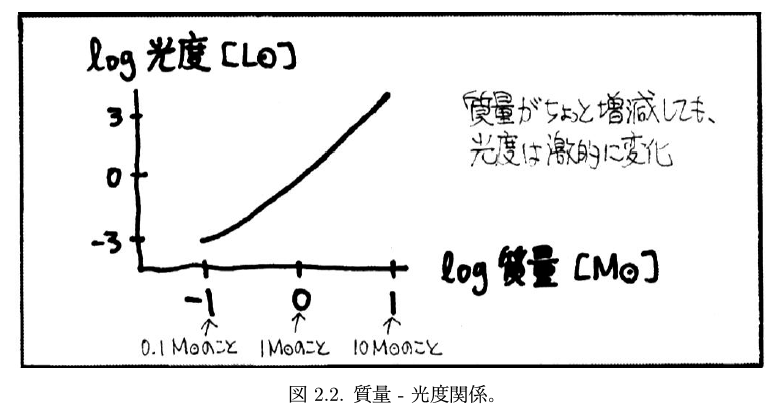 log 光度 [L⊙]
3
0
-3
質量がちょっと増減しても、
光度は激的に変化
log 質量 [M⊙]
-1 0 1
0.1M⊙のこと 1M⊙のこと 10M⊙のこと
図 2.2. 質量 - 光度関係。